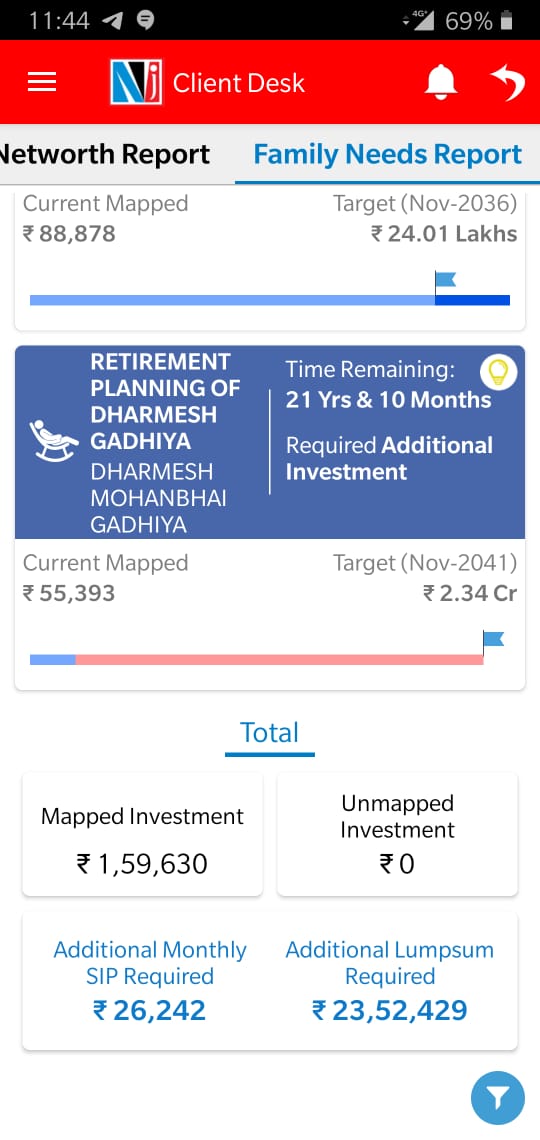 11:44 4G+ 69%
Nj Client Desk
Networth Report Family Needs Report
Current Mapped Target (Nov-2036)
₹ 88,878 ₹ 24.01 Lakhs
RETIREMENT
PLANNING OF
DHARMESH
GADHIYA
DHARMESH
MOHANBHAI
GADHIYA
Time Remaining:
21 Yrs & 10 Months
Required Additional
Investment
Current Mapped Target (Nov-2041)
₹ 55,393 ₹ 2.34 Cr
Total
Mapped Investment
₹ 1,59,630
Unmapped
Investment
₹ 0
Additional Monthly
SIP Required
₹ 26,242
Additional Lumpsum
Required
₹ 23,52,429